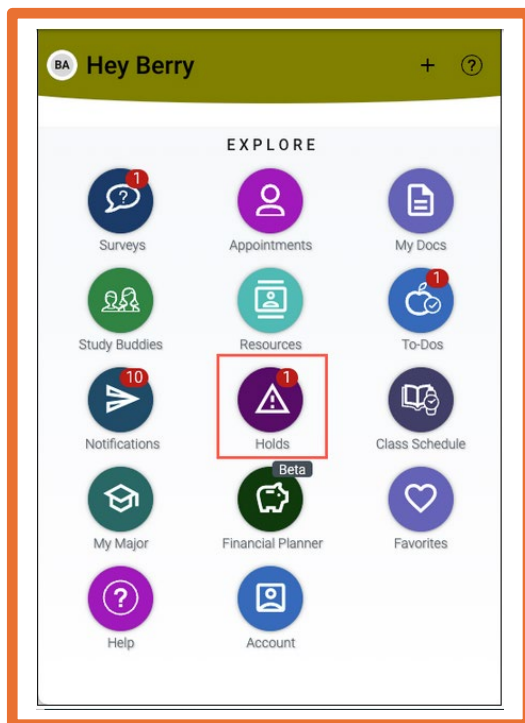 BA Hey Berry + ?
EXPLORE
1
Surveys Appointments My Docs
1
Study Buddies Resources To-Dos
10 1
Notifications Holds Class Schedule
Beta
My Major Financial Planner Favorites
?
Help Account